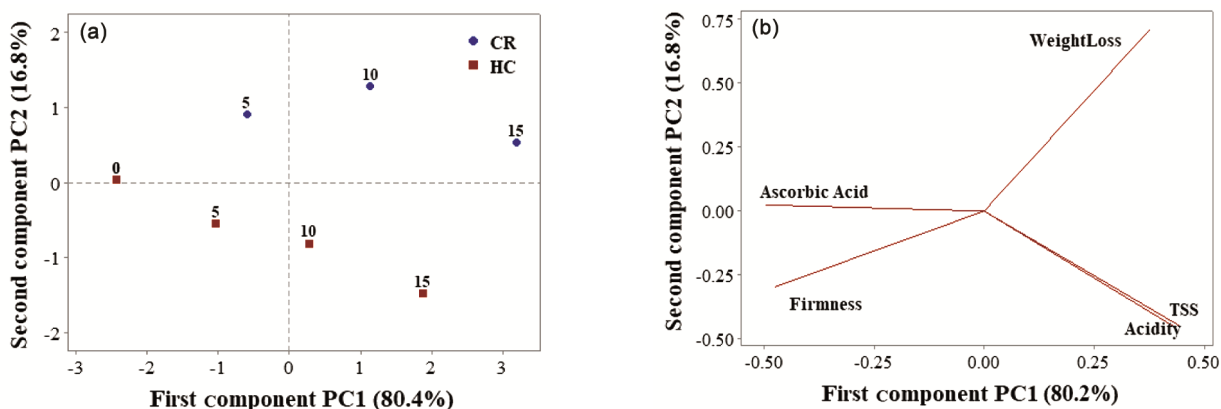 (a)
CR
HC
2
1
0
-1
-2
10
5
15
0
5
10
15
-3 -2 -1 0 1 2 3
First component PC1 (80.4%)
Second component PC2 (16.8%)
(b)
0.75
0.50
0.25
0.00
-0.25
-0.50
WeightLoss
Ascorbic Acid
Firmness
TSS
Acidity
-0.50 -0.25 0.00 0.25 0.50
First component PC1 (80.2%)
Second component PC2 (16.8%)